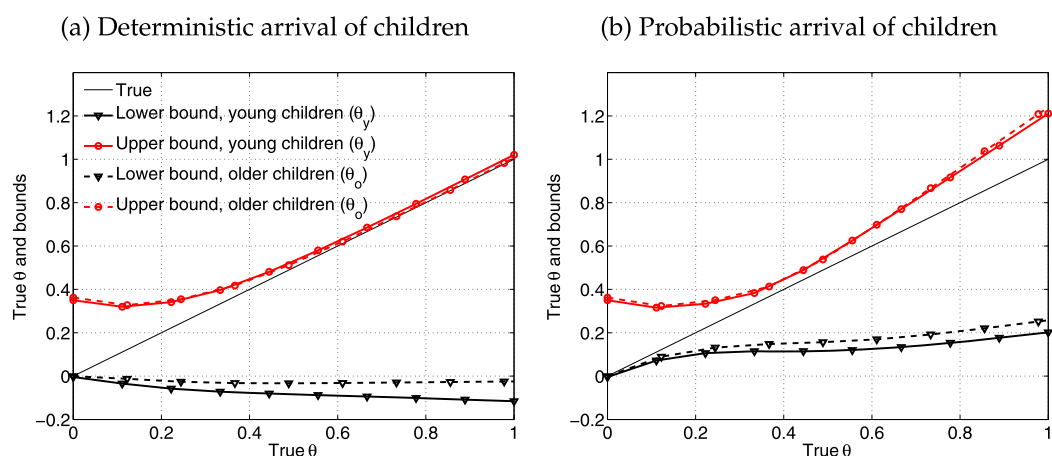 (a) Deterministic arrival of children
(b) Probabilistic arrival of children
True
Lower bound, young children (θy)
Upper bound, young children (θy)
Lower bound, older children (θo)
Upper bound, older children (θo)
True θ and bounds
1.2
1
0.8
0.6
0.4
0.2
0
−0.2
0
0.2
0.4
0.6
0.8
1
True θ
True θ and bounds
1.2
1
0.8
0.6
0.4
0.2
0
−0.2
0
0.2
0.4
0.6
0.8
1
True θ